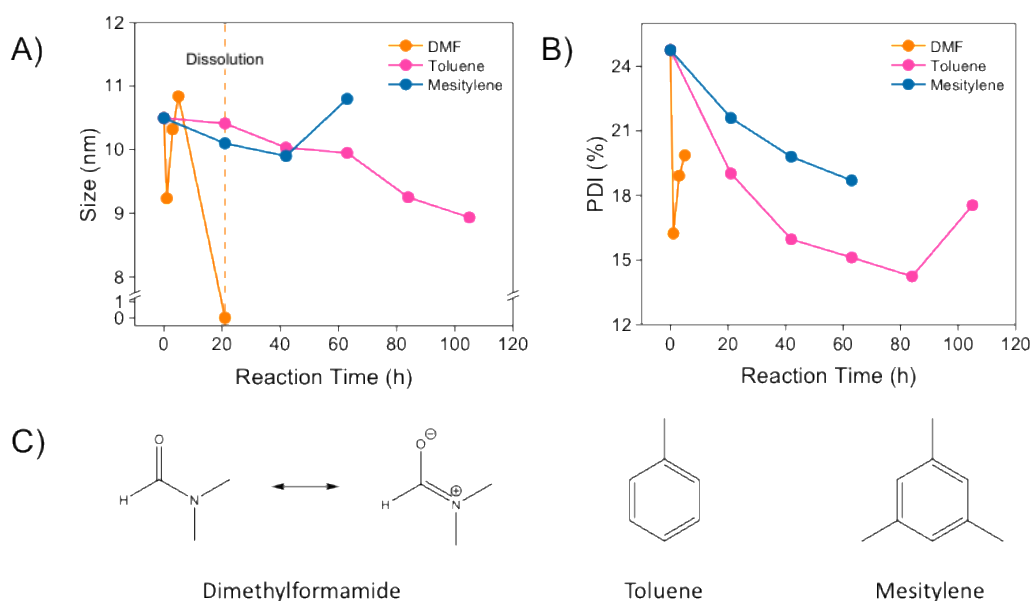 A)
12
11
10
9
8
1
0
Size (nm)
Dissolution
DMF
Toluene
Mesitylene
0 20 40 60 80 100 120
Reaction Time (h)
B)
24
21
18
15
12
PDI (%)
DMF
Toluene
Mesitylene
0 20 40 60 80 100 120
Reaction Time (h)
C)
O
H N
O ⊖
H N ⊕
Dimethylformamide
Toluene
Mesitylene